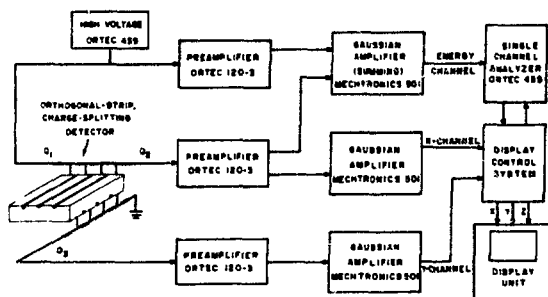 HIGH VOLTAGE
ORTEC 459
PREAMPLIFIER
ORTEC 120-3
GAUSSIAN
AMPLIFIER
(SUMMING)
MECHTRONICS 501
ENERGY
CHANNEL
SINGLE
CHANNEL
ANALYZER
ORTEC 455
ORTHOGONAL-STRIP,
CHARGE-SPLITTING
DETECTOR
Q1
Q2
PREAMPLIFIER
ORTEC 120-3
GAUSSIAN
AMPLIFIER
MECHTRONICS 501
X-CHANNEL
DISPLAY
CONTROL
SYSTEM
X Y Z
Q3
PREAMPLIFIER
ORTEC 120-3
GAUSSIAN
AMPLIFIER
MECHTRONICS 501
Y-CHANNEL
DISPLAY
UNIT